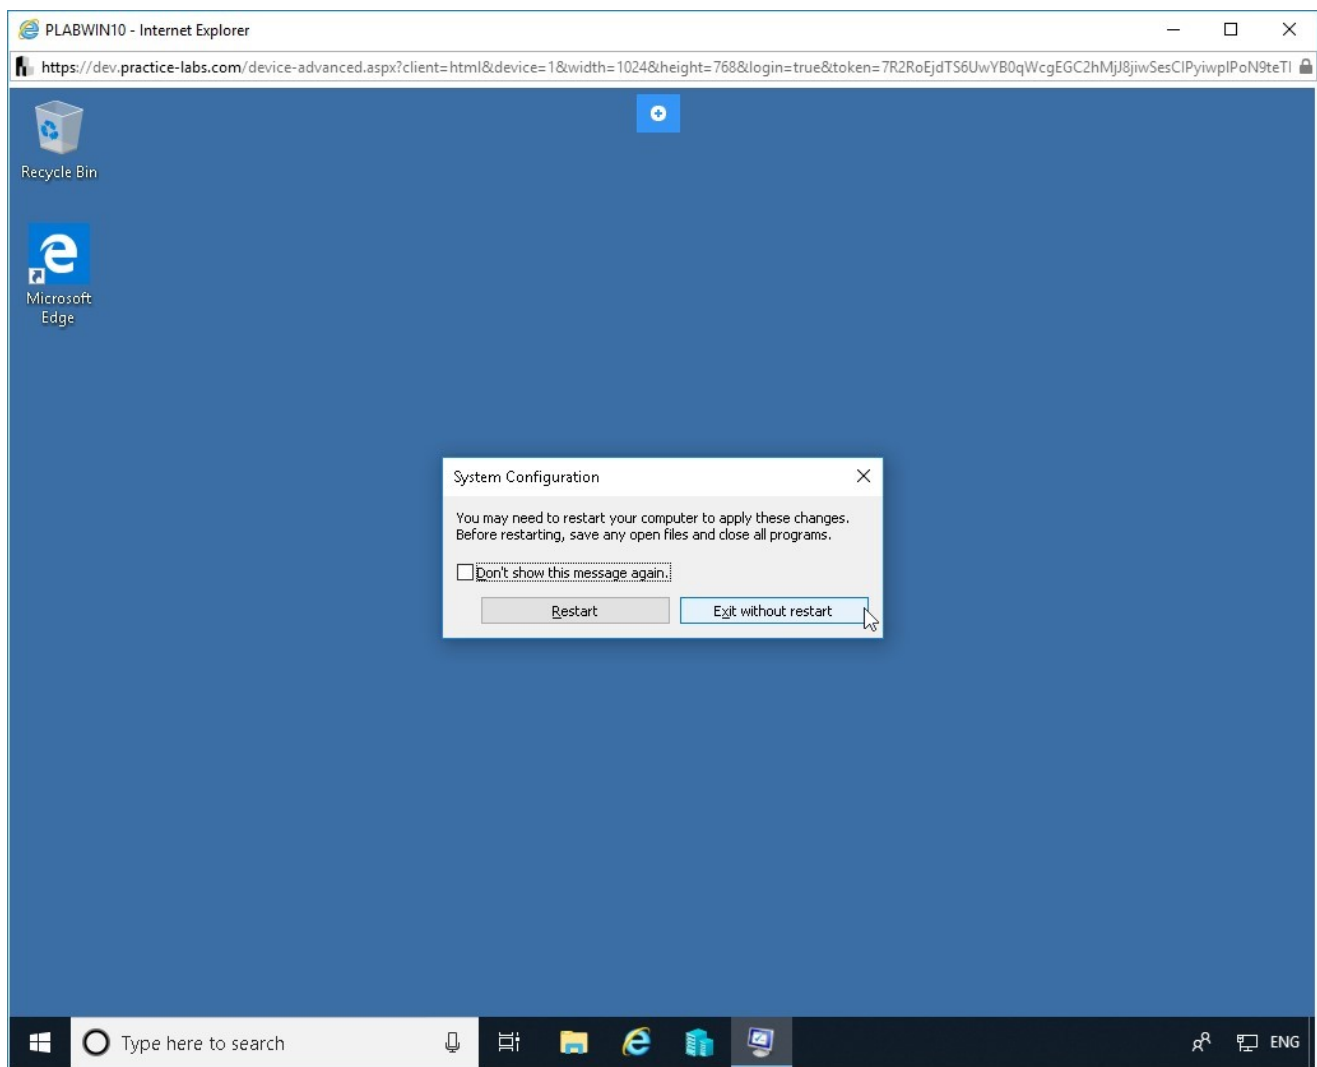 PLABWIN10 - Internet Explorer
https://dev.practice-labs.com/device-advanced.aspx?client=html&device=1&width=1024&height=768&login=true&token=7R2RoEjdTS6UwYB0qWcgEGC2hMjJ8jiwSesCIPyiwpIPoN9teTI
Recycle Bin
Microsoft
Edge
System Configuration
You may need to restart your computer to apply these changes.
Before restarting, save any open files and close all programs.
Don't show this message again.
Restart
Exit without restart
Type here to search
ENG